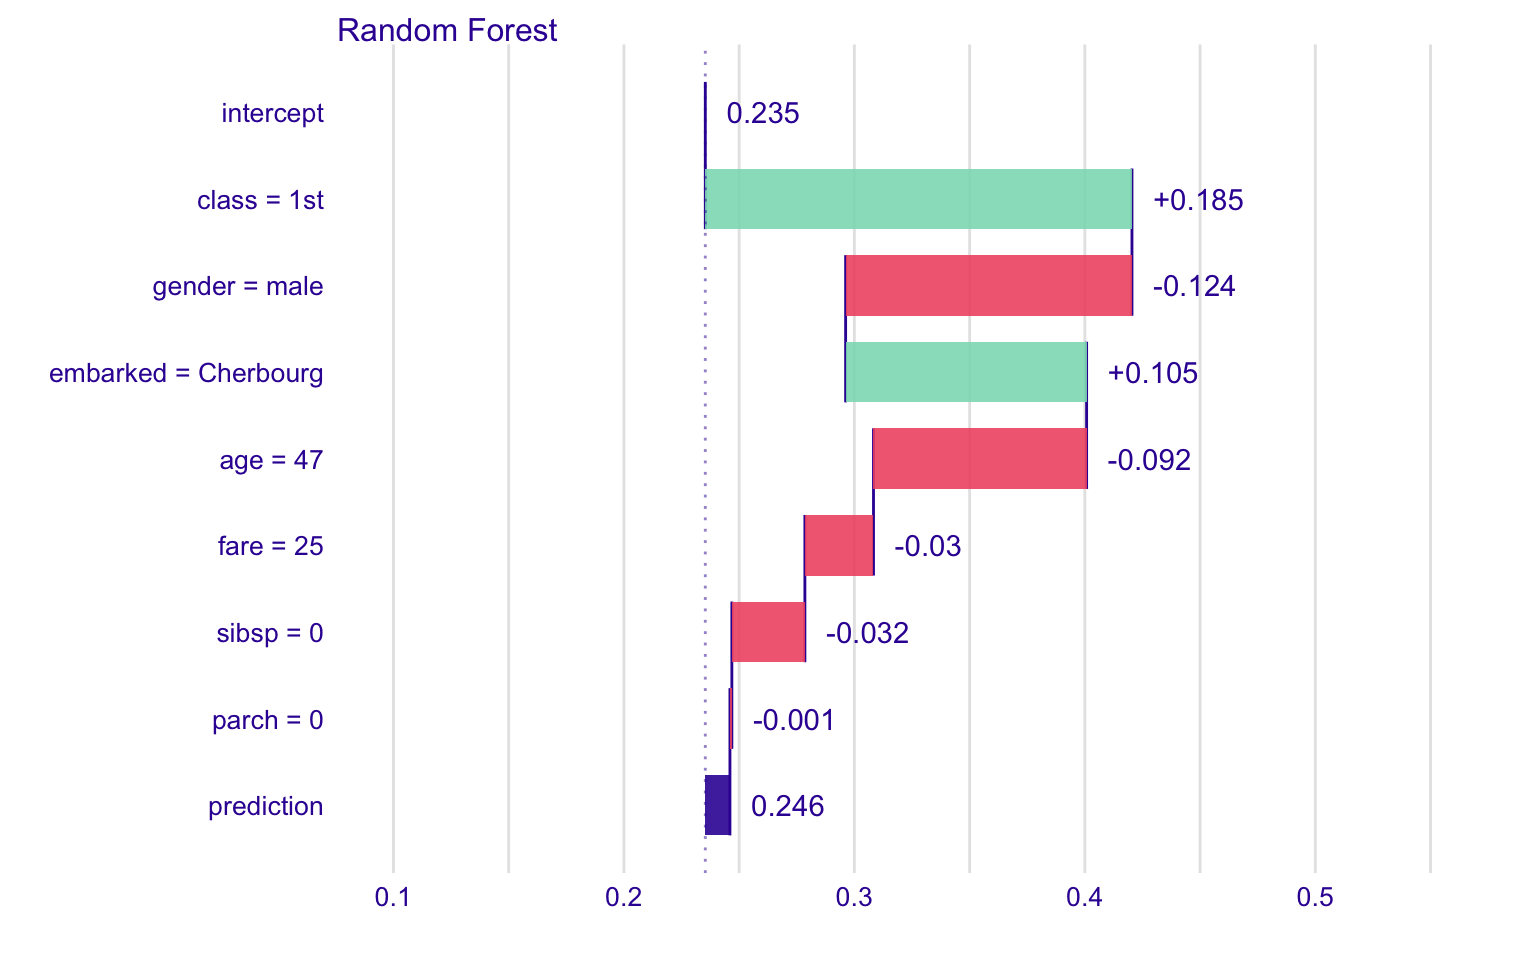 Random Forest
intercept 0.235
class = 1st +0.185
gender = male -0.124
embarked = Cherbourg +0.105
age = 47 -0.092
fare = 25 -0.03
sibsp = 0 -0.032
parch = 0 -0.001
prediction 0.246
0.1 0.2 0.3 0.4 0.5